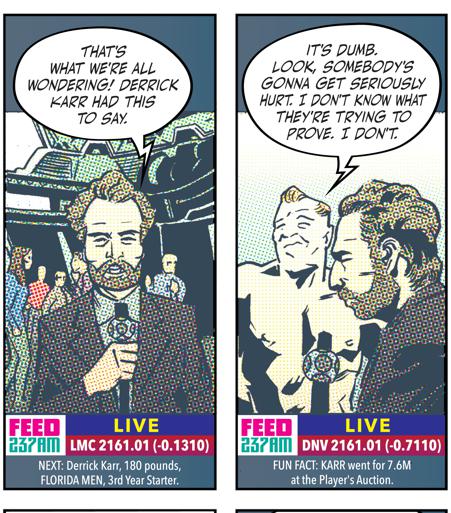 THAT'S
WHAT WE'RE ALL
WONDERING! DERRICK
KARR HAD THIS
TO SAY.
FEED
237AM
LIVE
LMC 2161.01 (-0.1310)
NEXT: Derrick Karr, 180 pounds,
FLORIDA MEN, 3rd Year Starter.
IT'S DUMB.
LOOK, SOMEBODY'S
GONNA GET SERIOUSLY
HURT. I DON'T KNOW WHAT
THEY'RE TRYING TO
PROVE. I DON'T.
FEED
237AM
LIVE
DNV 2161.01 (-0.7110)
FUN FACT: KARR went for 7.6M
at the Player's Auction.